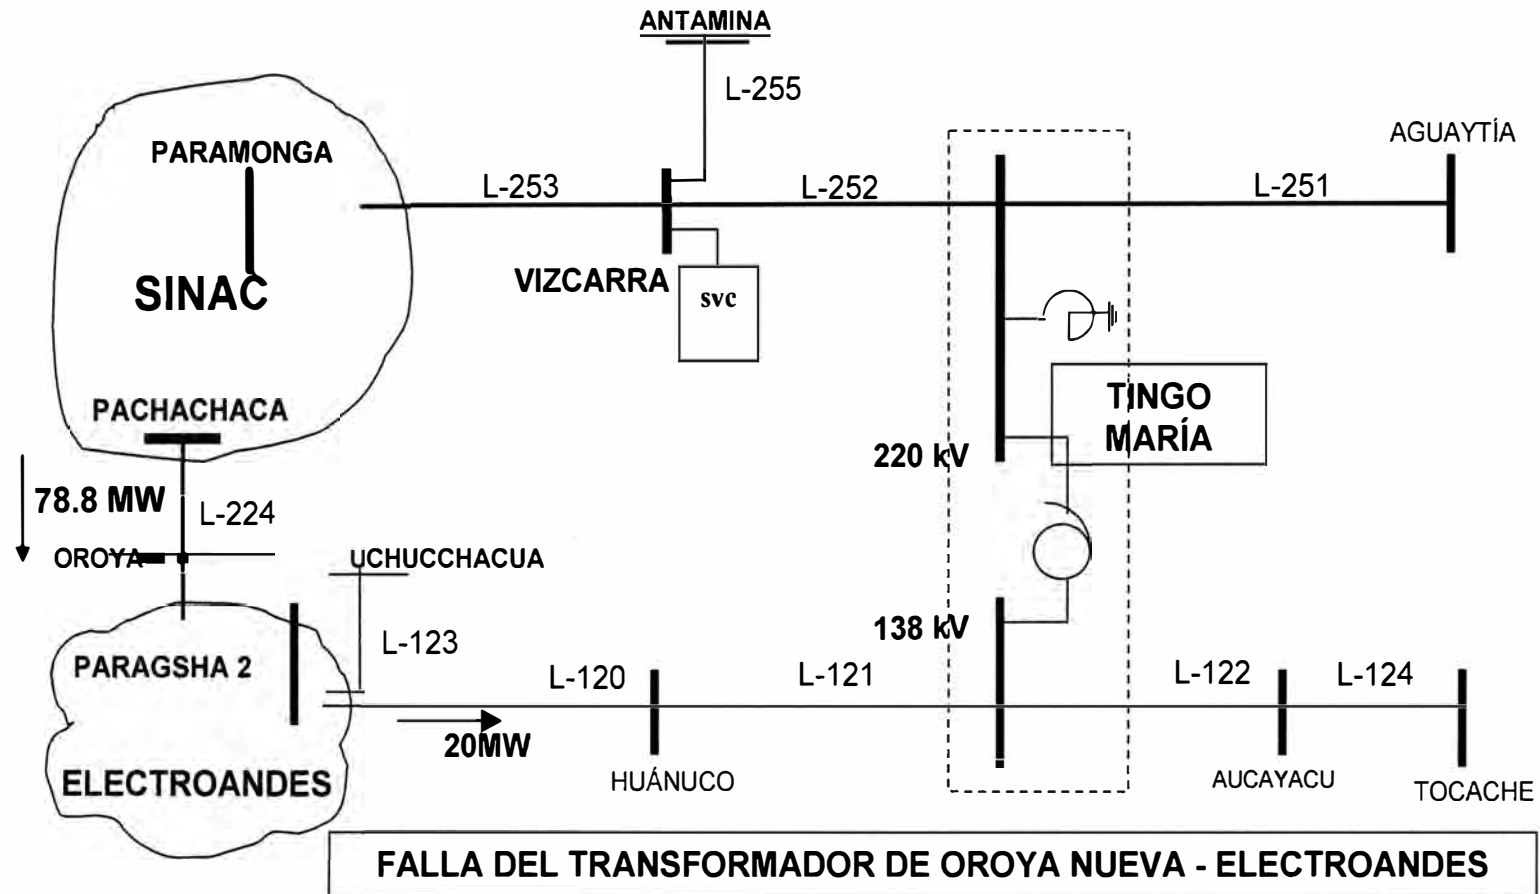 ANTAMINA
L-255
AGUAYTÍA
PARAMONGA
L-253
L-252
L-251
SINAC
VIZCARRA
svc
PACHACHACA
TINGO
MARÍA
220 kV
78.8 MW
L-224
OROYA
UCHUCCHACUA
138 kV
L-123
PARAGSHA 2
L-120
L-121
L-122
L-124
20MW
ELECTROANDES
HUÁNUCO
AUCAYACU
TOCACHE
FALLA DEL TRANSFORMADOR DE OROYA NUEVA - ELECTROANDES